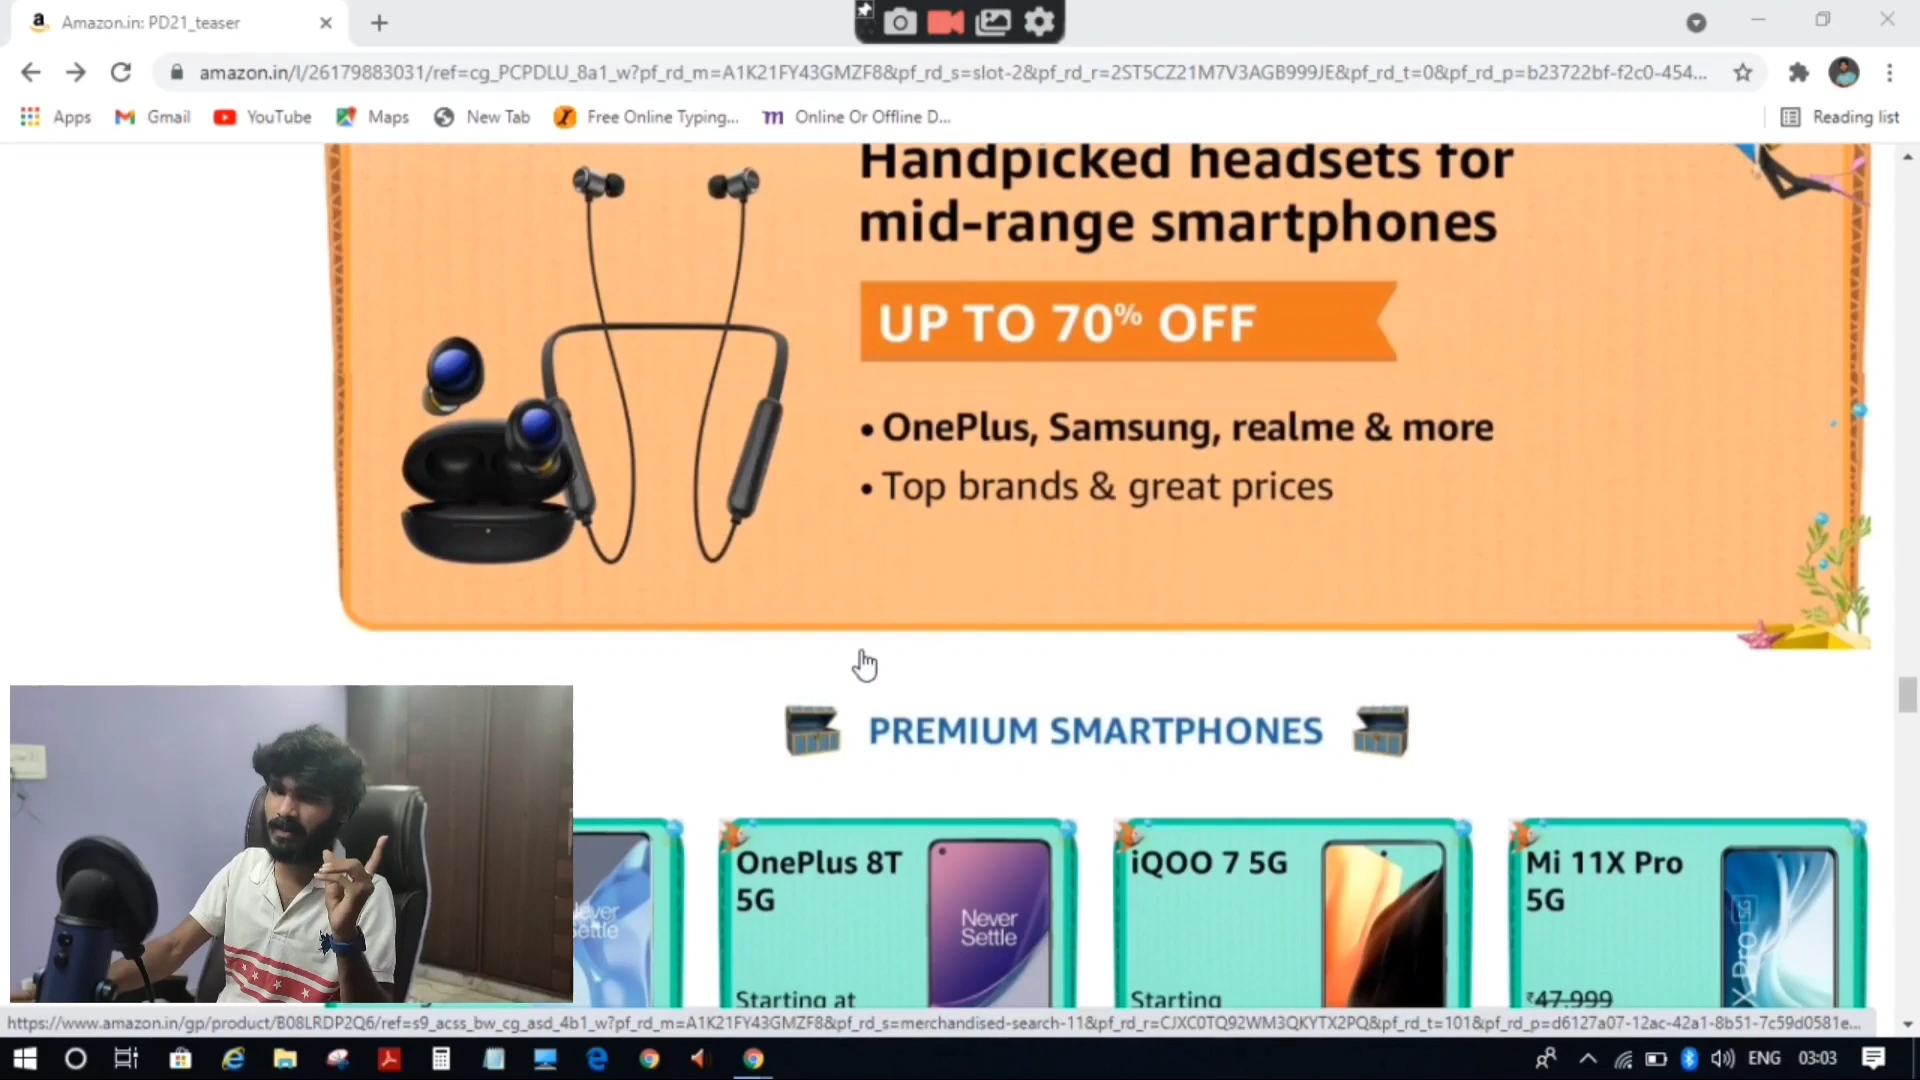 Amazon.in: PD21_teaser
amazon.in/l/26179883031/ref=cg_PCPDLU_8a1_w?pf_rd_m=A1K21FY43GMZF8&pf_rd_s=slot-2&pf_rd_r=2ST5CZ21M7V3AGB999JE&pf_rd_t=0&pf_rd_p=b23722bf-f2c0-454...
Apps Gmail YouTube Maps New Tab Free Online Typing... Online Or Offline D... Reading list
Handpicked headsets for
mid-range smartphones
UP TO 70% OFF
• OnePlus, Samsung, realme & more
• Top brands & great prices
PREMIUM SMARTPHONES
OnePlus 8T
5G
Never
Settle
Starting at
iQOO 7 5G
Starting
Mi 11X Pro
5G
X Pro 5G
₹47,999
Settle
https://www.amazon.in/gp/product/B08LRDP2Q6/ref=s9_acss_bw_cg_asd_4b1_w?pf_rd_m=A1K21FY43GMZF8&pf_rd_s=merchandised-search-11&pf_rd_r=CJXC0TQ92WM3QKYTX2PQ&pf_rd_t=101&pf_rd_p=d6127a07-12ac-42a1-8b51-7c59d0581e...
ENG 03:03